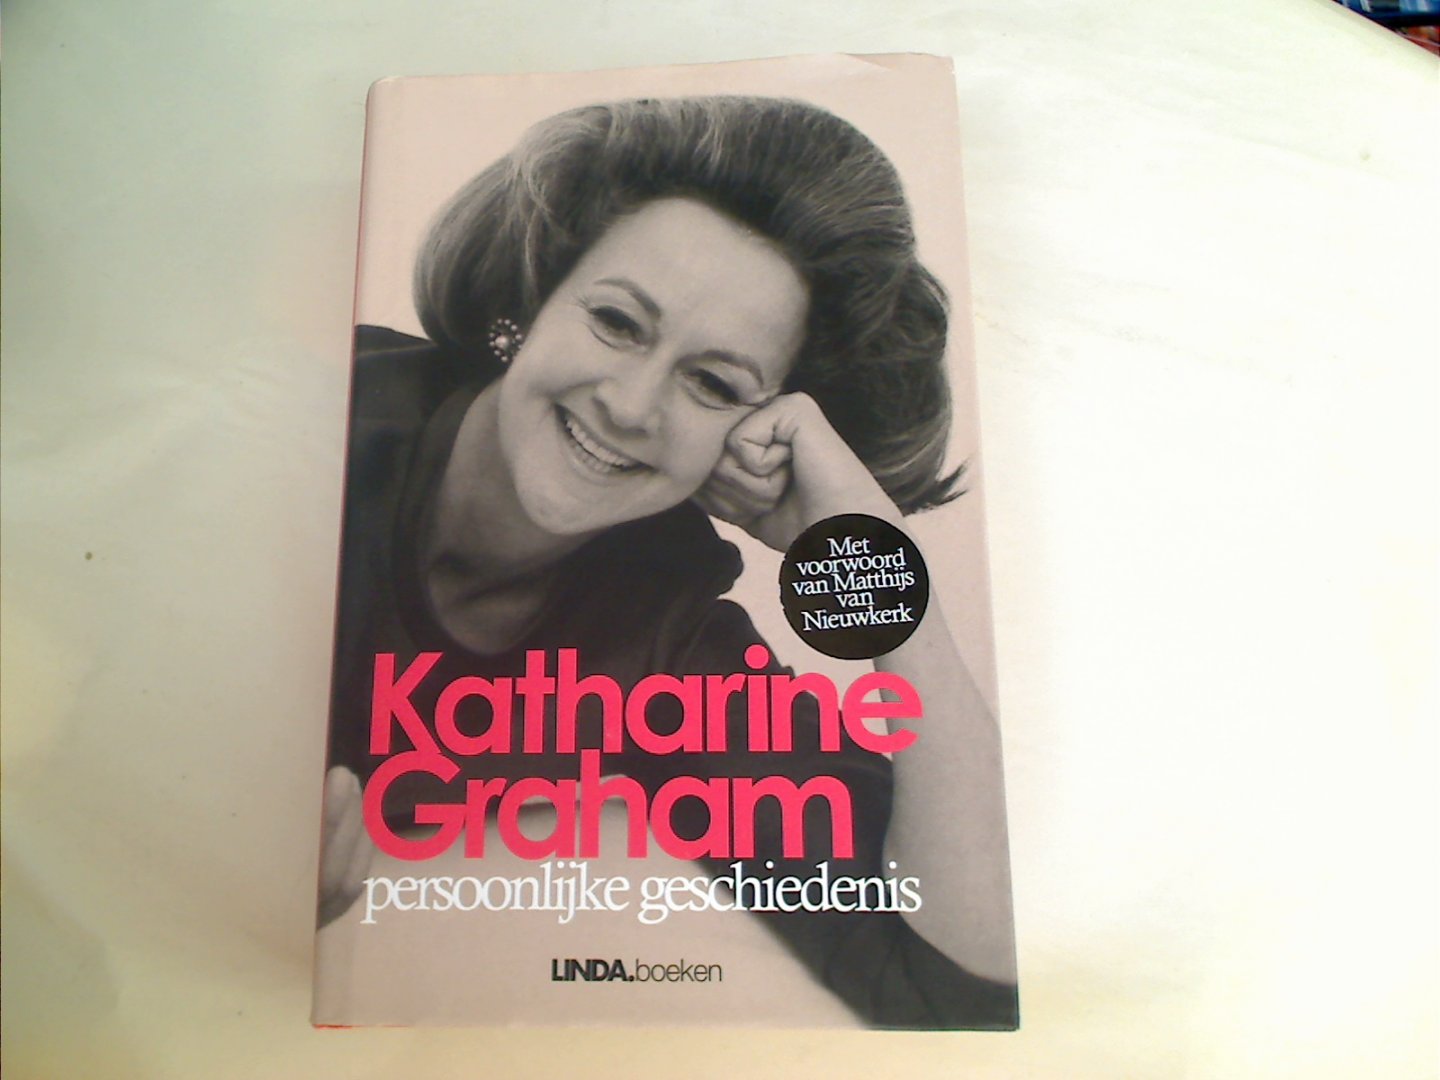 Met
voorwoord
van Matthijs
van
Nieuwkerk
Katharine
Graham
persoonlijke geschiedenis
LINDA.boeken